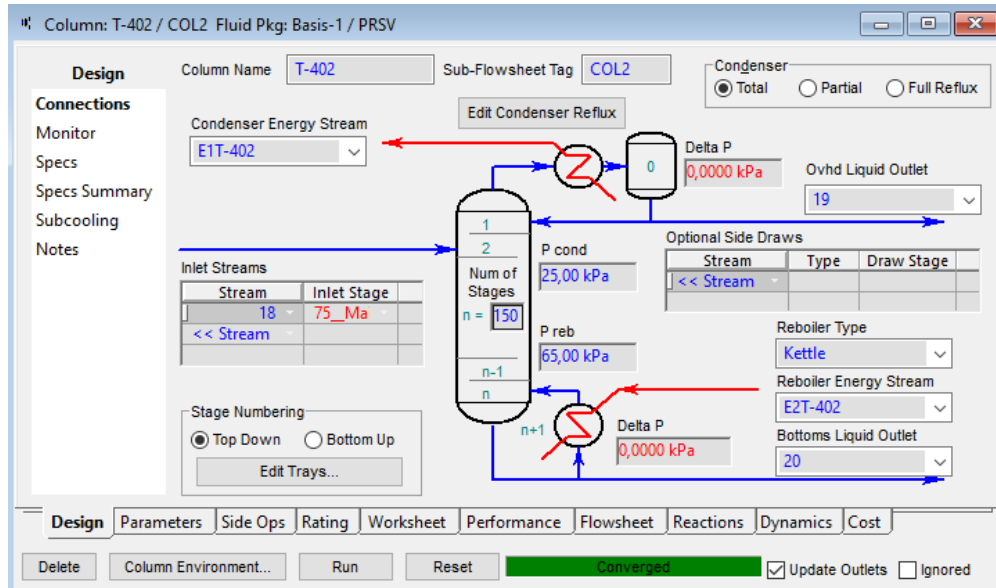 Column: T-402 / COL2 Fluid Pkg: Basis-1 / PRSV
Design
Connections
Monitor
Specs
Specs Summary
Subcooling
Notes
Column Name T-402 Sub-Flowsheet Tag COL2
Condenser
Total Partial Full Reflux
Edit Condenser Reflux
Condenser Energy Stream
E1T-402
0
Delta P
0,0000 kPa
Ovhd Liquid Outlet
19
1
2
Num of
Stages
n = 150
n-1
n
n+1
P cond
25,00 kPa
P reb
65,00 kPa
Delta P
0,0000 kPa
Optional Side Draws
Stream Type Draw Stage
<< Stream
Inlet Streams
Stream Inlet Stage
18 75__Ma
<< Stream
Reboiler Type
Kettle
Reboiler Energy Stream
E2T-402
Bottoms Liquid Outlet
20
Stage Numbering
Top Down Bottom Up
Edit Trays...
Design Parameters Side Ops Rating Worksheet Performance Flowsheet Reactions Dynamics Cost
Delete Column Environment... Run Reset Converged Update Outlets Ignored